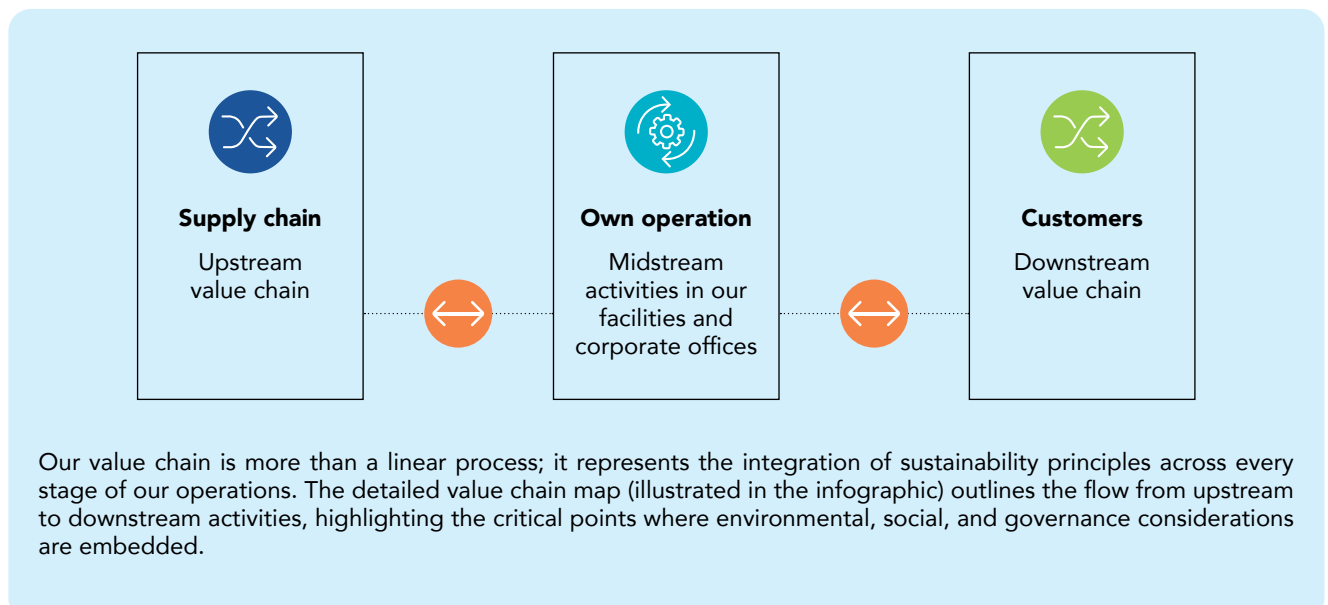 Supply chain
Upstream
value chain
Own operation
Midstream
activities in our
facilities and
corporate offices
Customers
Downstream
value chain
Our value chain is more than a linear process; it represents the integration of sustainability principles across every
stage of our operations. The detailed value chain map (illustrated in the infographic) outlines the flow from upstream
to downstream activities, highlighting the critical points where environmental, social, and governance considerations
are embedded.